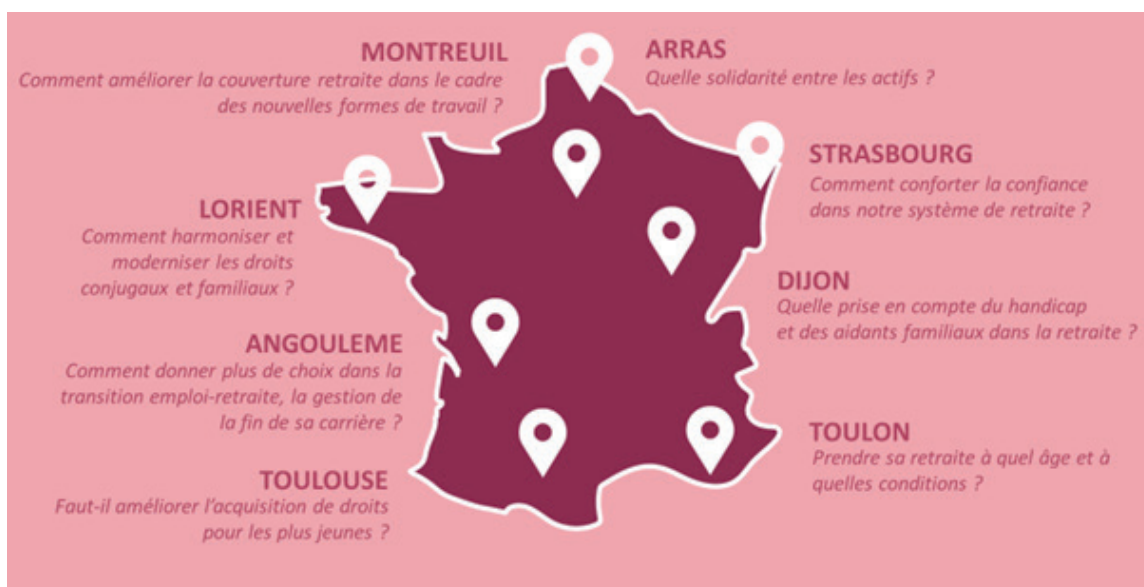 MONTREUIL
Comment améliorer la couverture retraite dans le cadre
des nouvelles formes de travail ?
ARRAS
Quelle solidarité entre les actifs ?
STRASBOURG
Comment conforter la confiance
dans notre système de retraite ?
LORIENT
Comment harmoniser et
moderniser les droits
conjugaux et familiaux ?
DIJON
Quelle prise en compte du handicap
et des aidants familiaux dans la retraite ?
ANGOULEME
Comment donner plus de choix dans la
transition emploi-retraite, la gestion de
la fin de sa carrière ?
TOULON
Prendre sa retraite à quel âge et à
quelles conditions ?
TOULOUSE
Faut-il améliorer l'acquisition de droits
pour les plus jeunes ?